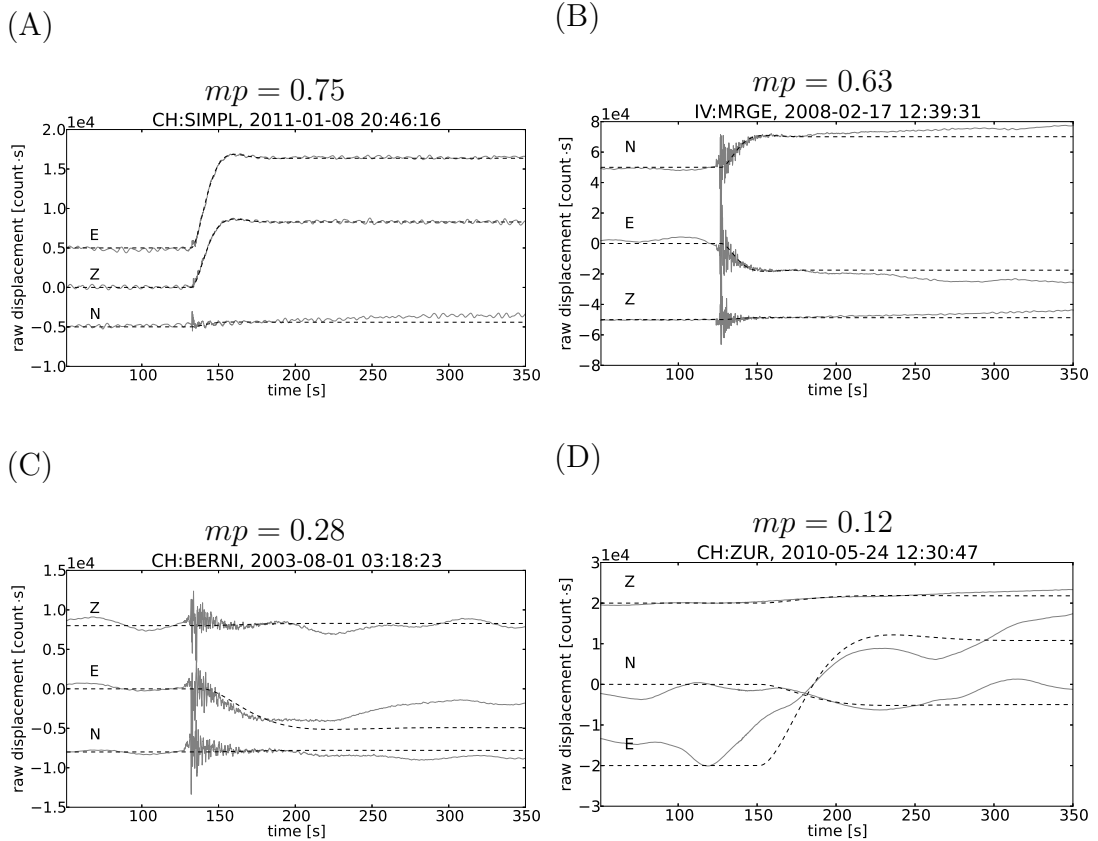 (A)
mp = 0.75
CH:SIMPL, 2011-01-08 20:46:16
1e4
2.0
1.5
1.0
0.5
0.0
−0.5
−1.0
raw displacement [count·s]
E
Z
N
100 150 200 250 300 350
time [s]
(B)
mp = 0.63
IV:MRGE, 2008-02-17 12:39:31
1e4
8
6
4
2
0
−2
−4
−6
−8
raw displacement [count·s]
N
E
Z
100 150 200 250 300 350
time [s]
(C)
mp = 0.28
CH:BERNI, 2003-08-01 03:18:23
1e4
1.5
1.0
0.5
0.0
−0.5
−1.0
−1.5
raw displacement [count·s]
Z
E
N
100 150 200 250 300 350
time [s]
(D)
mp = 0.12
CH:ZUR, 2010-05-24 12:30:47
1e4
3
2
1
0
−1
−2
−3
raw displacement [count·s]
Z
N
E
100 150 200 250 300 350
time [s]